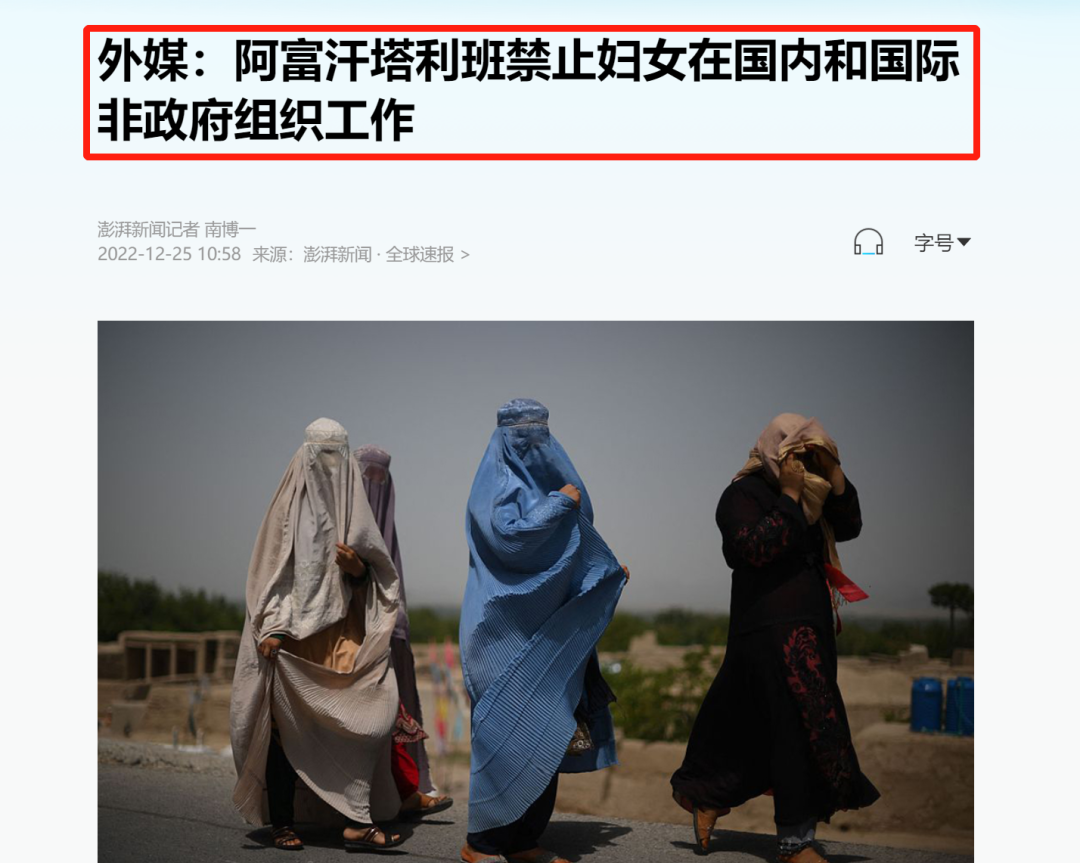 外媒：阿富汗塔利班禁止妇女在国内和国际
非政府组织工作
澎湃新闻记者 南博一
2022-12-25 10:58 来源：澎湃新闻 · 全球速报 >
字号